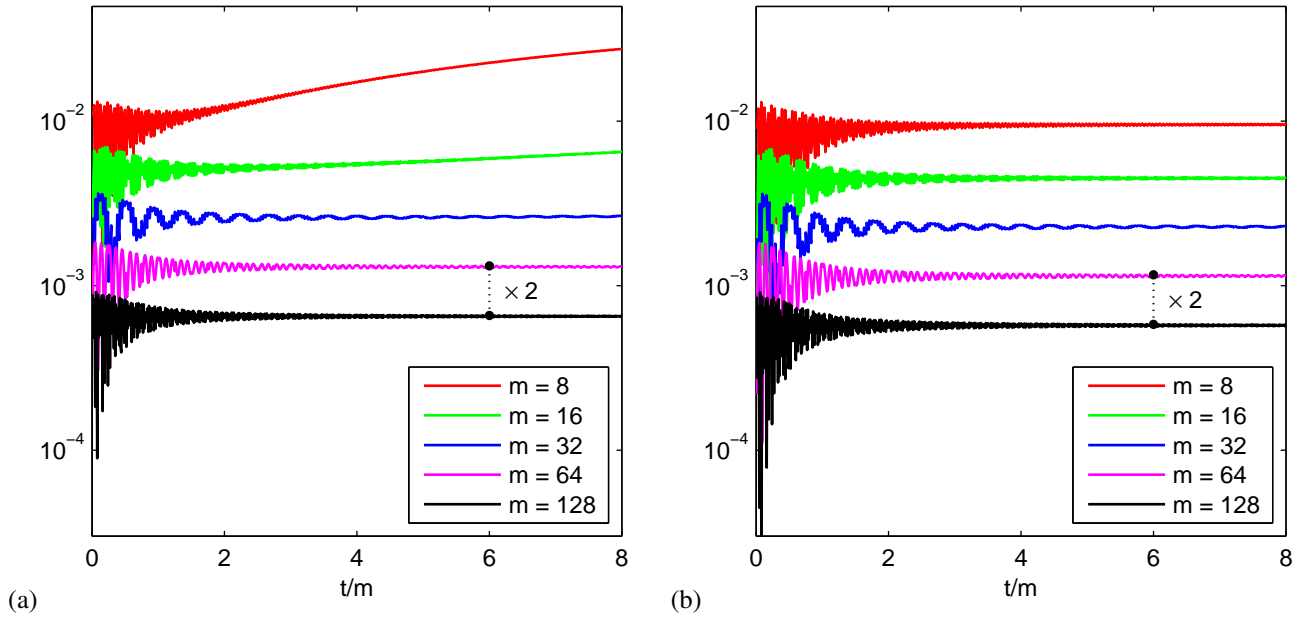 10⁻²
10⁻³
10⁻⁴
× 2
m = 8
m = 16
m = 32
m = 64
m = 128
0 2 4 6 8
t/m
(a)
10⁻²
10⁻³
10⁻⁴
× 2
m = 8
m = 16
m = 32
m = 64
m = 128
0 2 4 6 8
t/m
(b)